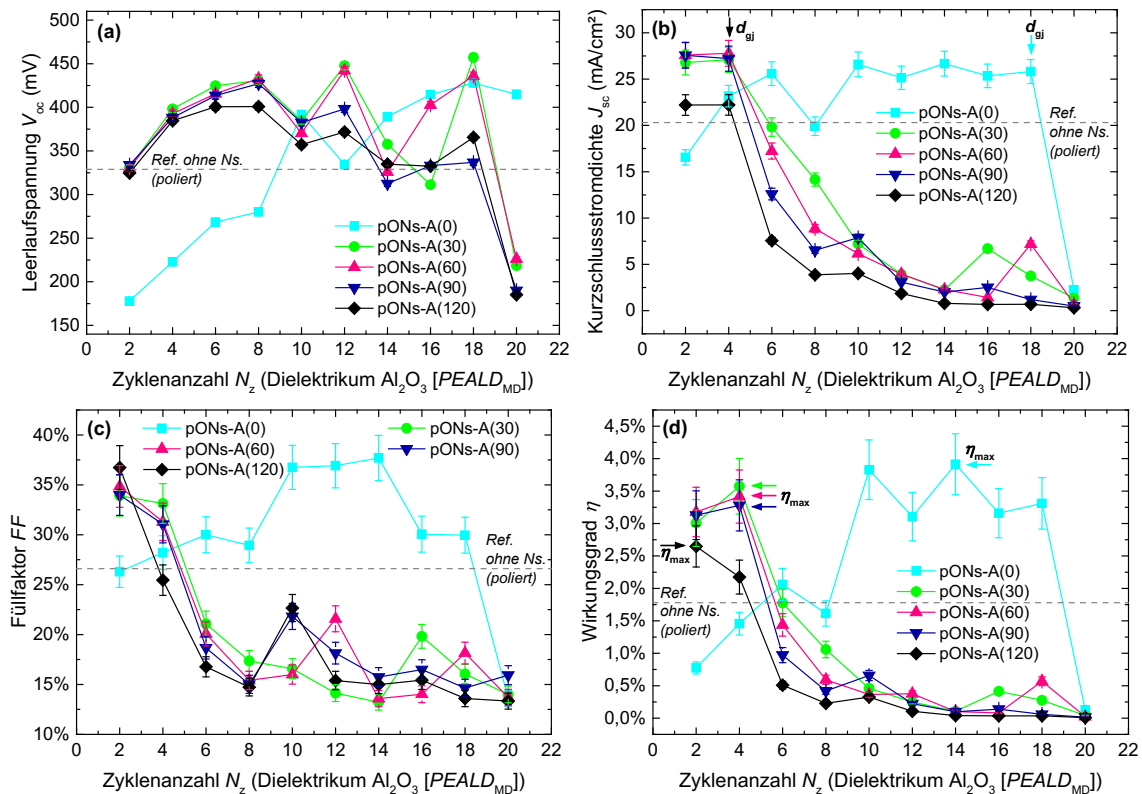 (a)
Leerlaufspannung V_oc (mV)
450
400
350
300
250
200
150
Ref. ohne Ns.
(poliert)
pONs-A(0)
pONs-A(30)
pONs-A(60)
pONs-A(90)
pONs-A(120)
0 2 4 6 8 10 12 14 16 18 20 22
Zyklenanzahl N_z (Dielektrikum Al₂O₃ [PEALD_MD])
(b)
d_gj
d_gj
Kurzschlussstromdichte J_sc (mA/cm²)
30
25
20
15
10
5
0
pONs-A(0)
pONs-A(30)
pONs-A(60)
pONs-A(90)
pONs-A(120)
Ref.
ohne Ns.
(poliert)
0 2 4 6 8 10 12 14 16 18 20 22
Zyklenanzahl N_z (Dielektrikum Al₂O₃ [PEALD_MD])
(c)
Füllfaktor FF
40%
35%
30%
25%
20%
15%
10%
pONs-A(0) pONs-A(30)
pONs-A(60) pONs-A(90)
pONs-A(120)
Ref.
ohne Ns.
(poliert)
0 2 4 6 8 10 12 14 16 18 20 22
Zyklenanzahl N_z (Dielektrikum Al₂O₃ [PEALD_MD])
(d)
Wirkungsgrad η
4,5%
4,0%
3,5%
3,0%
2,5%
2,0%
1,5%
1,0%
0,5%
0,0%
η_max
η_max
η_max
Ref.
ohne Ns.
(poliert)
pONs-A(0)
pONs-A(30)
pONs-A(60)
pONs-A(90)
pONs-A(120)
0 2 4 6 8 10 12 14 16 18 20 22
Zyklenanzahl N_z (Dielektrikum Al₂O₃ [PEALD_MD])